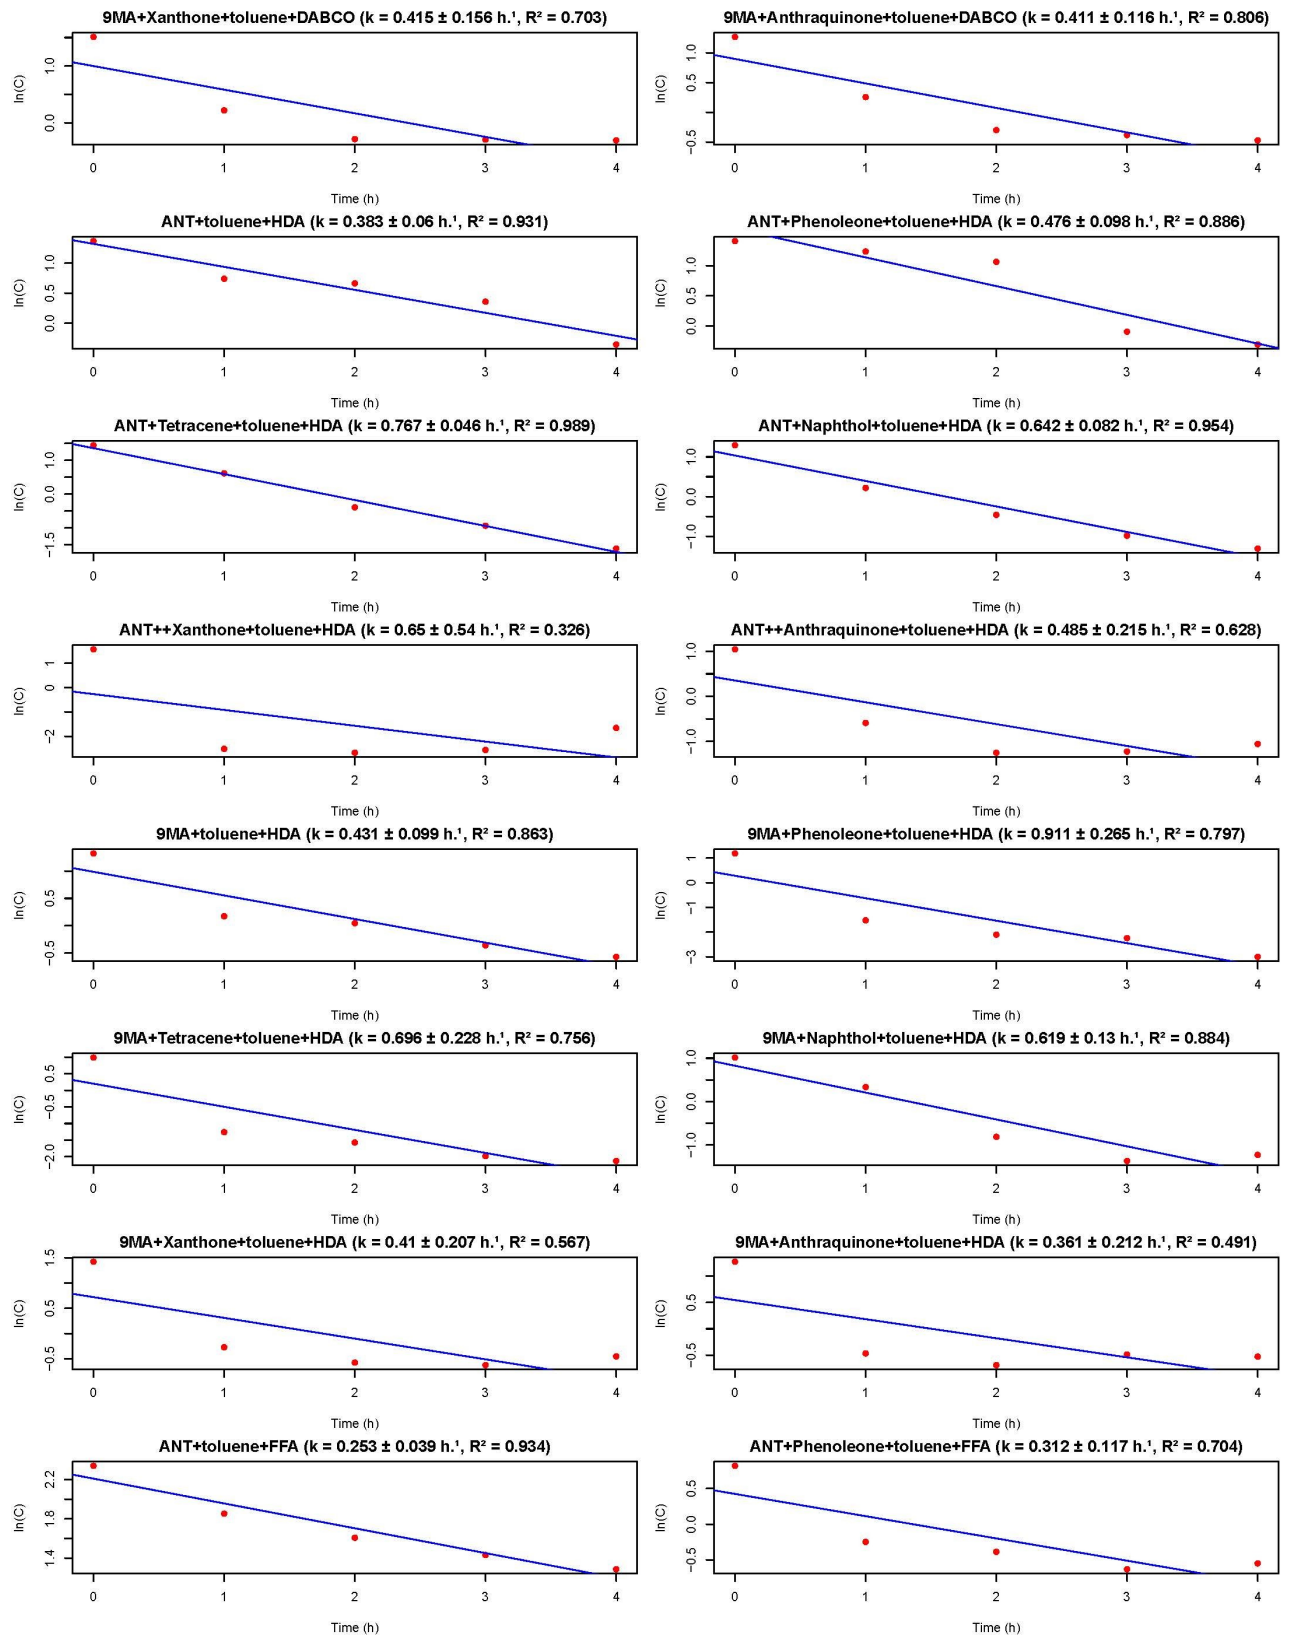 9MA+Xanthone+toluene+DABCO (k = 0.415 ± 0.156 h.¹, R² = 0.703)
ln(C)
0.0 1.0
0 1 2 3 4
Time (h)
9MA+Anthraquinone+toluene+DABCO (k = 0.411 ± 0.116 h.¹, R² = 0.806)
ln(C)
−0.5 0.5 1.0
0 1 2 3 4
Time (h)
ANT+toluene+HDA (k = 0.383 ± 0.06 h.¹, R² = 0.931)
ln(C)
0.0 0.5 1.0
0 1 2 3 4
Time (h)
ANT+Phenoleone+toluene+HDA (k = 0.476 ± 0.098 h.¹, R² = 0.886)
ln(C)
0.0 0.5 1.0
0 1 2 3 4
Time (h)
ANT+Tetracene+toluene+HDA (k = 0.767 ± 0.046 h.¹, R² = 0.989)
ln(C)
−1.5 0.0 1.0
0 1 2 3 4
Time (h)
ANT+Naphthol+toluene+HDA (k = 0.642 ± 0.082 h.¹, R² = 0.954)
ln(C)
−1.0 0.0 1.0
0 1 2 3 4
Time (h)
ANT++Xanthone+toluene+HDA (k = 0.65 ± 0.54 h.¹, R² = 0.326)
ln(C)
−2 0 1
0 1 2 3 4
Time (h)
ANT++Anthraquinone+toluene+HDA (k = 0.485 ± 0.215 h.¹, R² = 0.628)
ln(C)
−1.0 0.0 1.0
0 1 2 3 4
Time (h)
9MA+toluene+HDA (k = 0.431 ± 0.099 h.¹, R² = 0.863)
ln(C)
−0.5 0.5
0 1 2 3 4
Time (h)
9MA+Phenoleone+toluene+HDA (k = 0.911 ± 0.265 h.¹, R² = 0.797)
ln(C)
−3 −1 0 1
0 1 2 3 4
Time (h)
9MA+Tetracene+toluene+HDA (k = 0.696 ± 0.228 h.¹, R² = 0.756)
ln(C)
−2.0 −0.5 0.5
0 1 2 3 4
Time (h)
9MA+Naphthol+toluene+HDA (k = 0.619 ± 0.13 h.¹, R² = 0.884)
ln(C)
−1.0 0.0 1.0
0 1 2 3 4
Time (h)
9MA+Xanthone+toluene+HDA (k = 0.41 ± 0.207 h.¹, R² = 0.567)
ln(C)
−0.5 0.5 1.5
0 1 2 3 4
Time (h)
9MA+Anthraquinone+toluene+HDA (k = 0.361 ± 0.212 h.¹, R² = 0.491)
ln(C)
−0.5 0.5
0 1 2 3 4
Time (h)
ANT+toluene+FFA (k = 0.253 ± 0.039 h.¹, R² = 0.934)
ln(C)
1.4 1.8 2.2
0 1 2 3 4
Time (h)
ANT+Phenoleone+toluene+FFA (k = 0.312 ± 0.117 h.¹, R² = 0.704)
ln(C)
−0.5 0.0 0.5
0 1 2 3 4
Time (h)